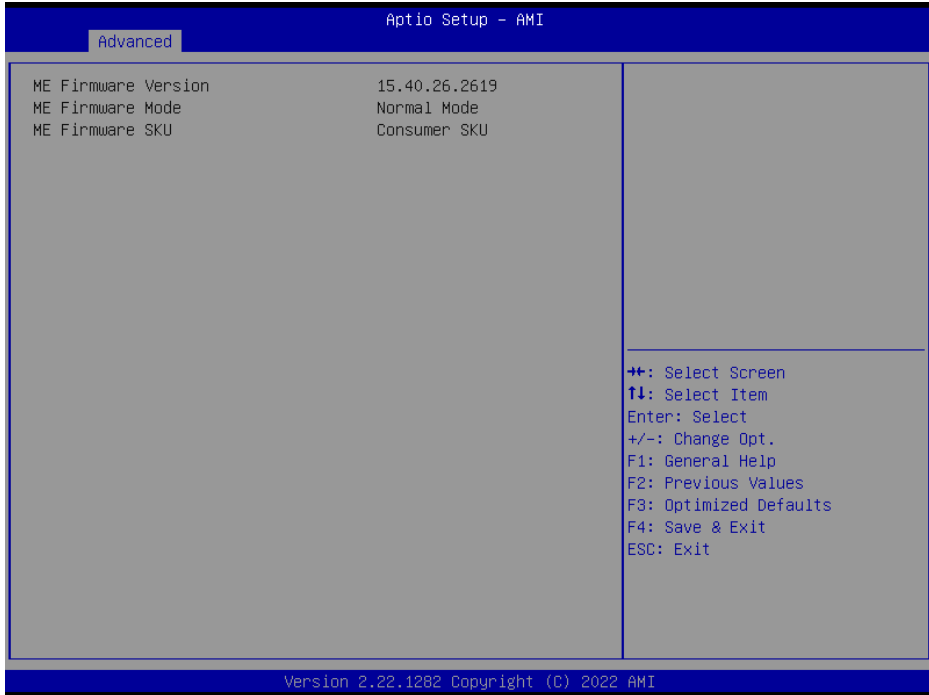 Aptio Setup – AMI
Advanced
ME Firmware Version 15.40.26.2619
ME Firmware Mode Normal Mode
ME Firmware SKU Consumer SKU
→←: Select Screen
↑↓: Select Item
Enter: Select
+/-: Change Opt.
F1: General Help
F2: Previous Values
F3: Optimized Defaults
F4: Save & Exit
ESC: Exit
Version 2.22.1282 Copyright (C) 2022 AMI